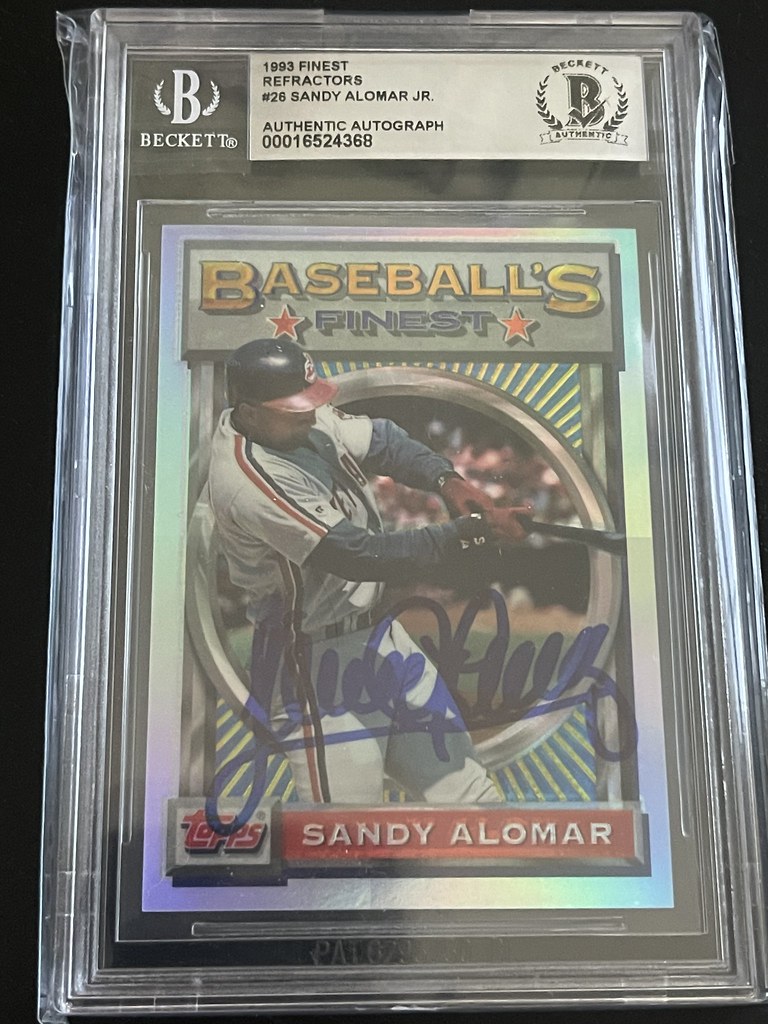 1993 FINEST
REFRACTORS
#26 SANDY ALOMAR JR.
AUTHENTIC AUTOGRAPH
00016524368
B
BECKETT®
BECKETT
B
AUTHENTIC
BASEBALL'S
FINEST
TOPPS
SANDY ALOMAR